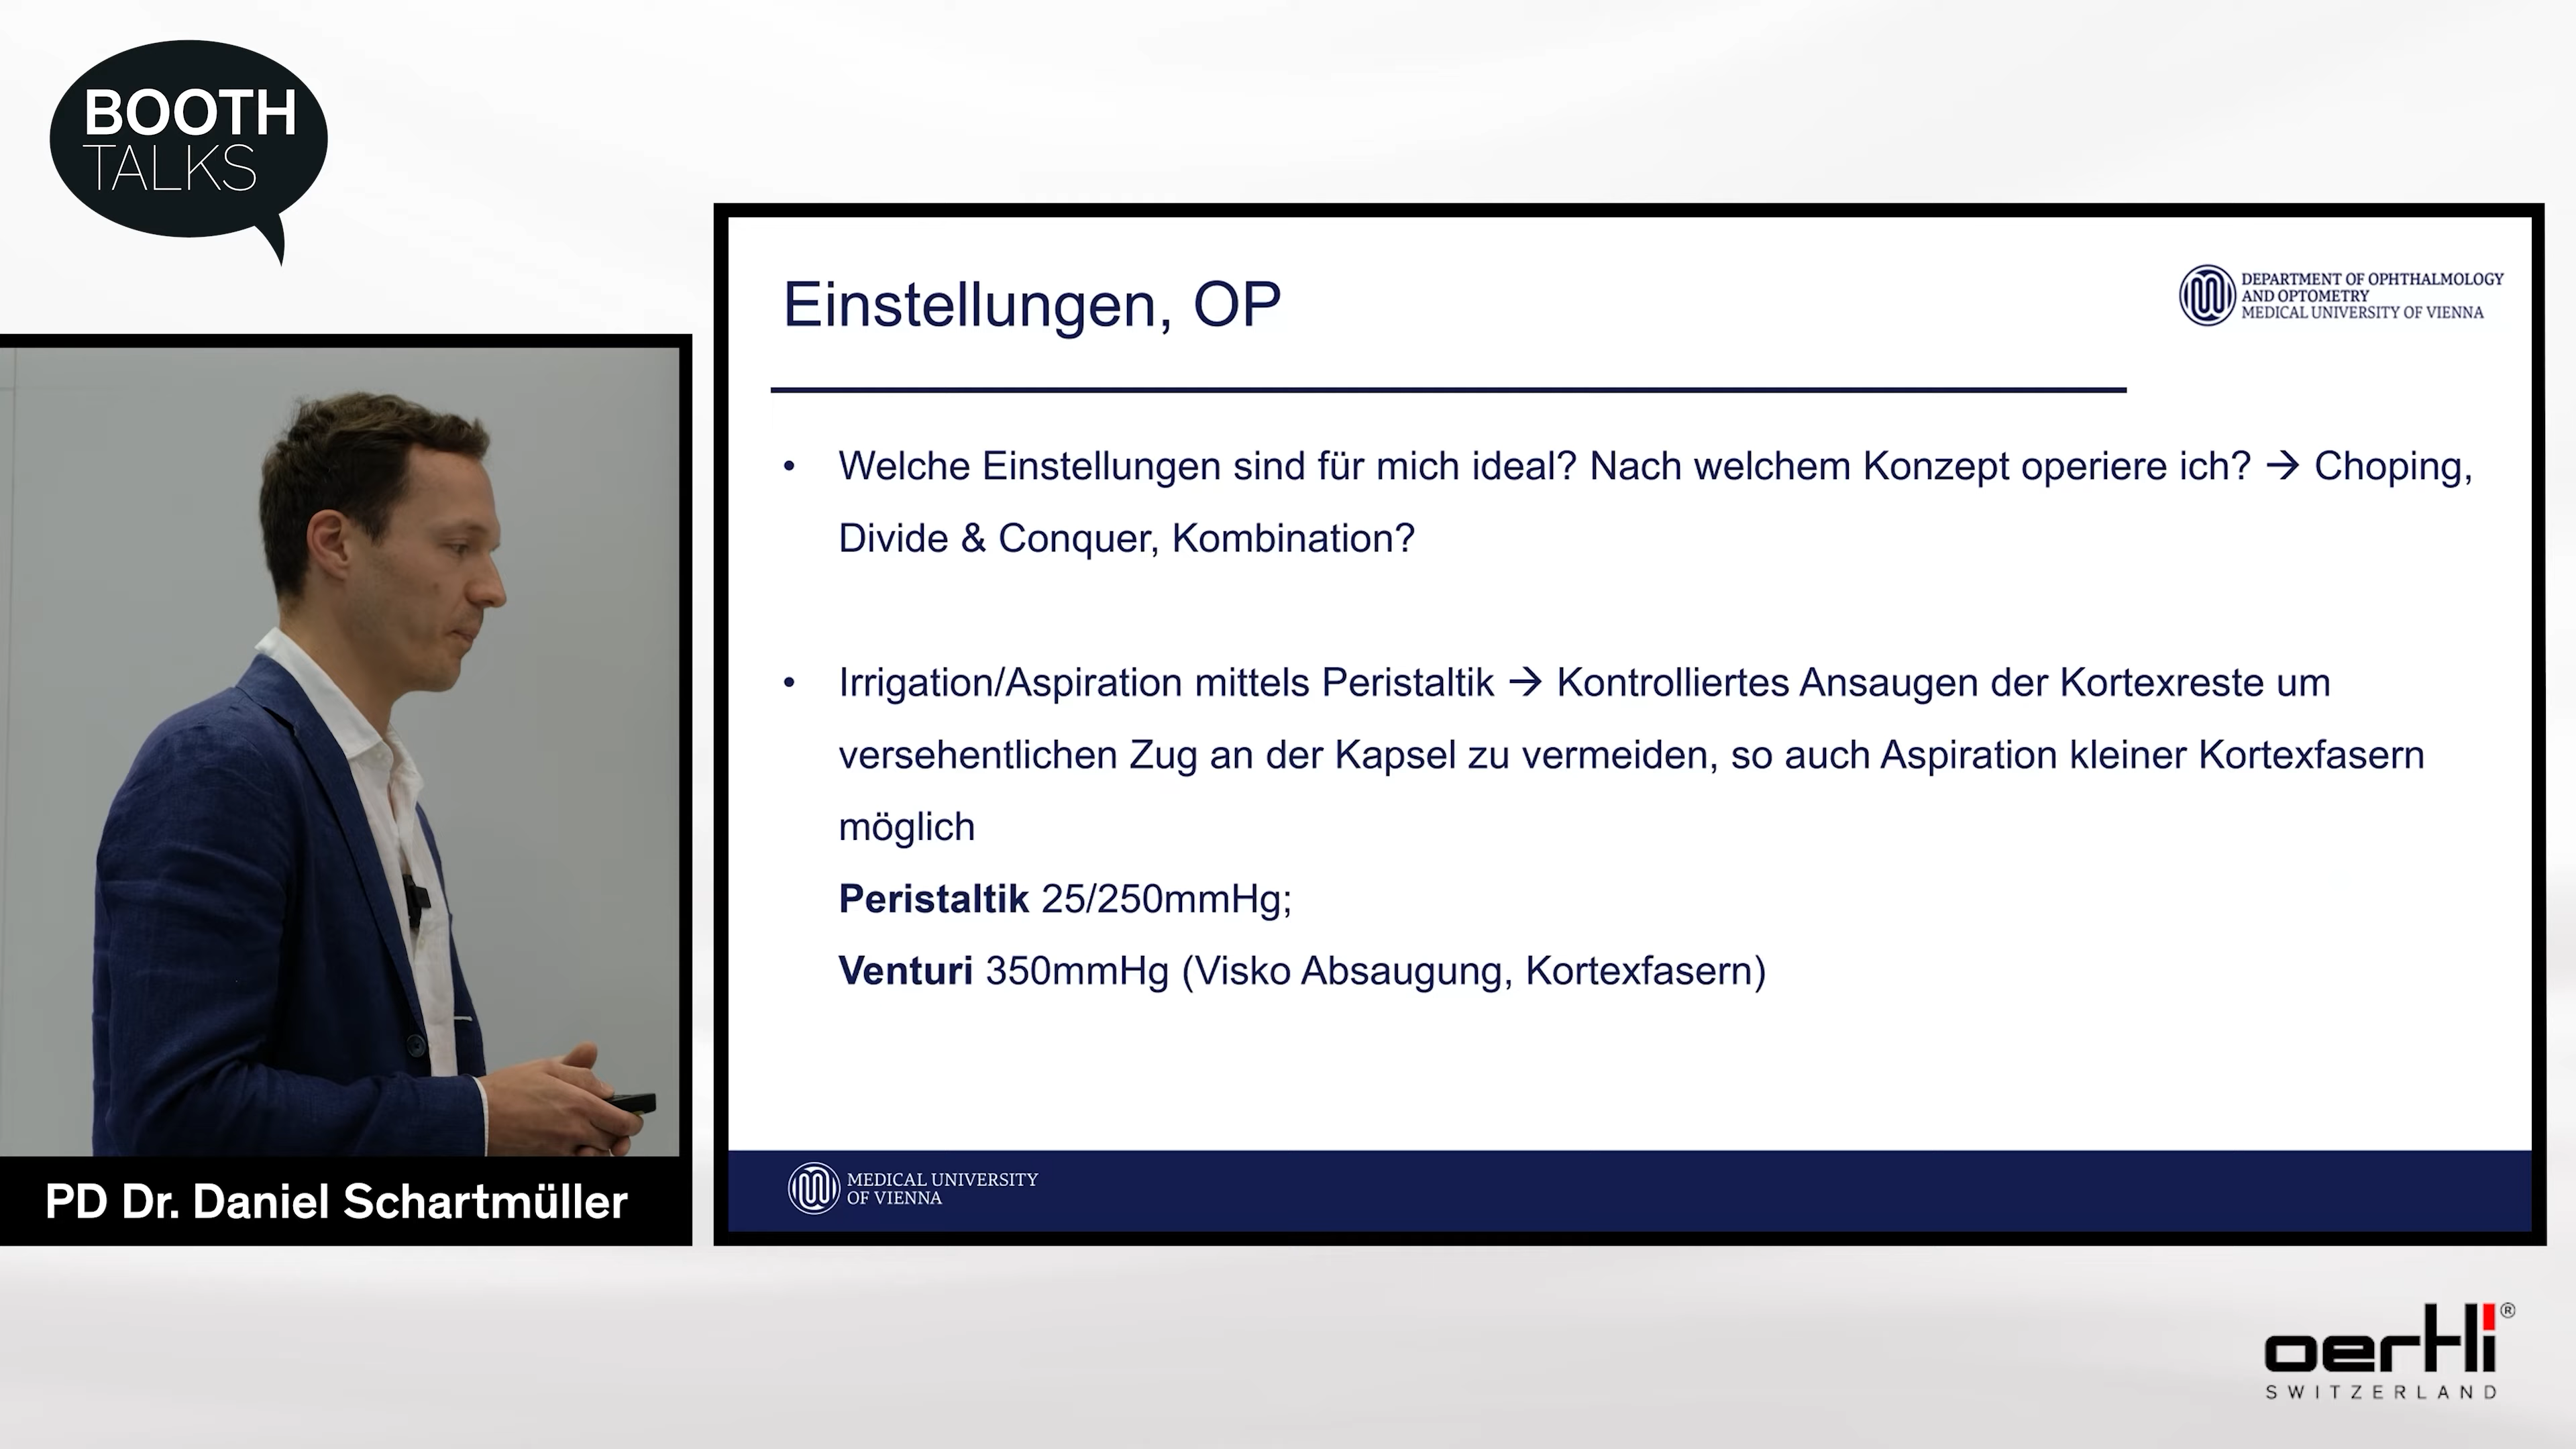 BOOTH
TALKS
Einstellungen, OP
DEPARTMENT OF OPHTHALMOLOGY
AND OPTOMETRY
MEDICAL UNIVERSITY OF VIENNA
• Welche Einstellungen sind für mich ideal? Nach welchem Konzept operiere ich? → Choping,
Divide & Conquer, Kombination?
• Irrigation/Aspiration mittels Peristaltik → Kontrolliertes Ansaugen der Kortexreste um
versehentlichen Zug an der Kapsel zu vermeiden, so auch Aspiration kleiner Kortexfasern
möglich
Peristaltik 25/250mmHg;
Venturi 350mmHg (Visko Absaugung, Kortexfasern)
MEDICAL UNIVERSITY
OF VIENNA
PD Dr. Daniel Schartmüller
oertli®
SWITZERLAND